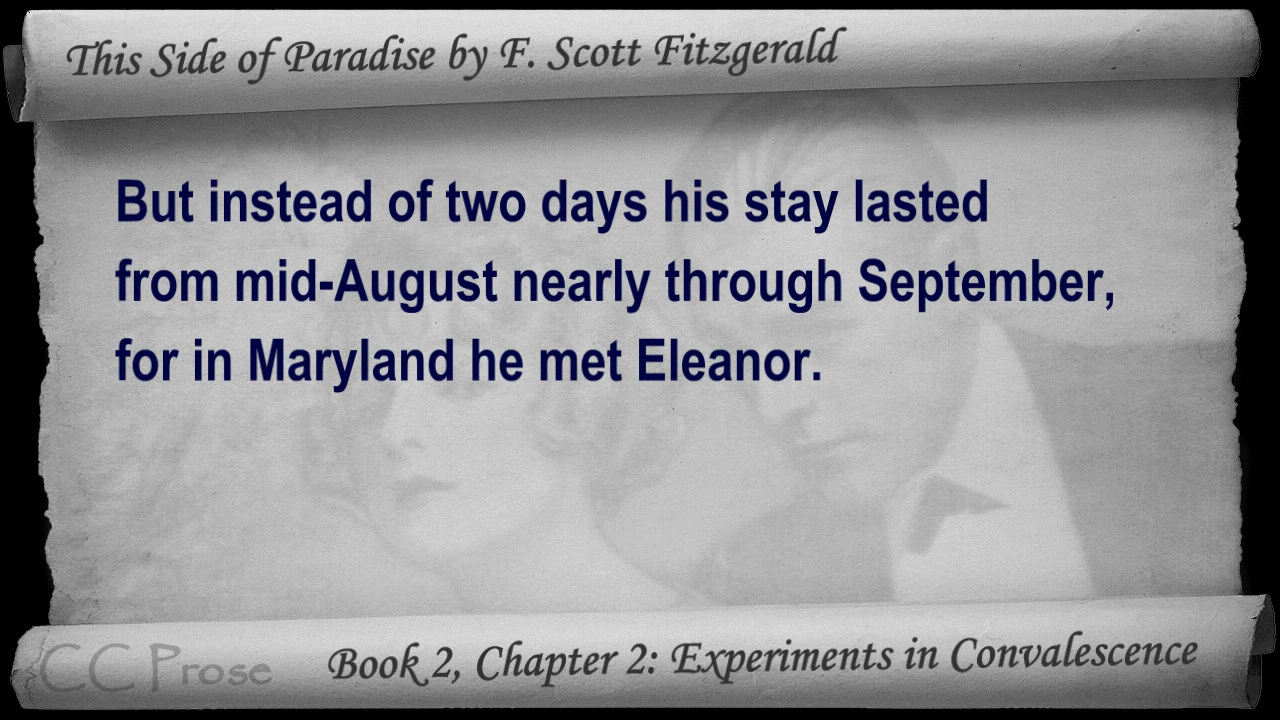 This Side of Paradise by F. Scott Fitzgerald
But instead of two days his stay lasted
from mid-August nearly through September,
for in Maryland he met Eleanor.
CC Prose
Book 2, Chapter 2: Experiments in Convalescence